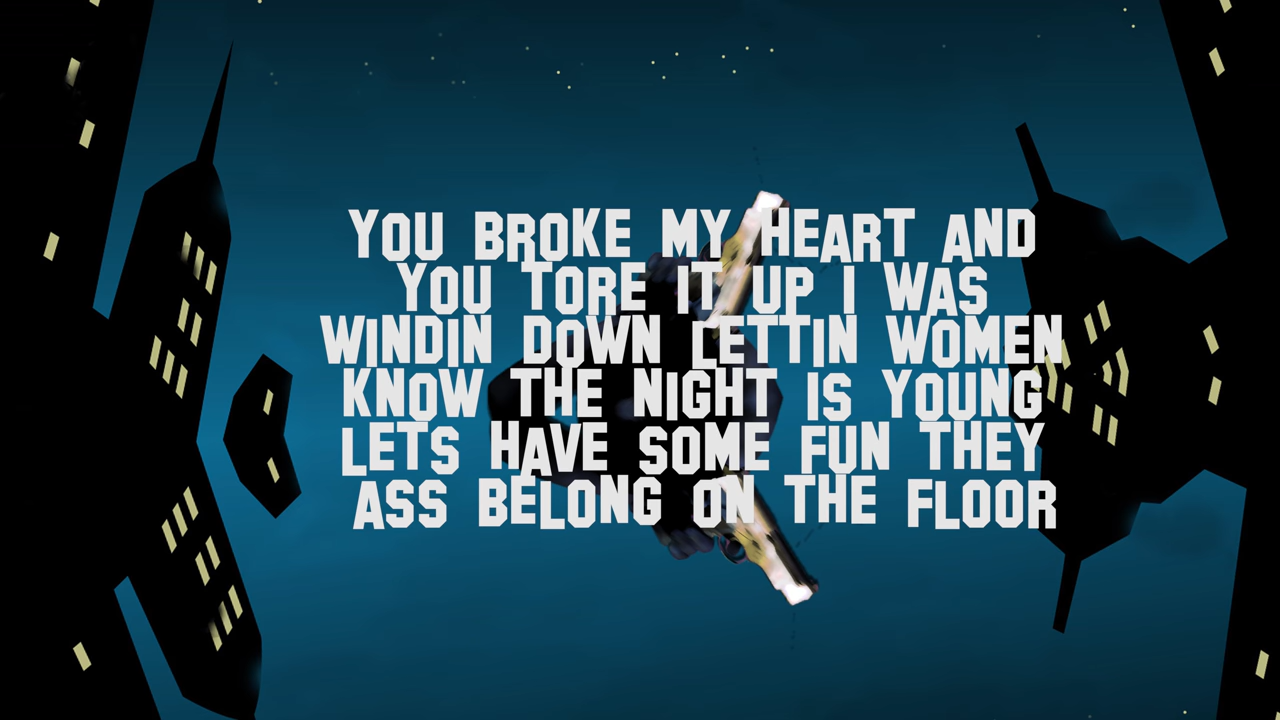 YOU BROKE MY HEART AND
YOU TORE IT UP I WAS
WINDIN DOWN LETTIN WOMEN
KNOW THE NIGHT IS YOUNG
LETS HAVE SOME FUN THEY
ASS BELONG ON THE FLOOR